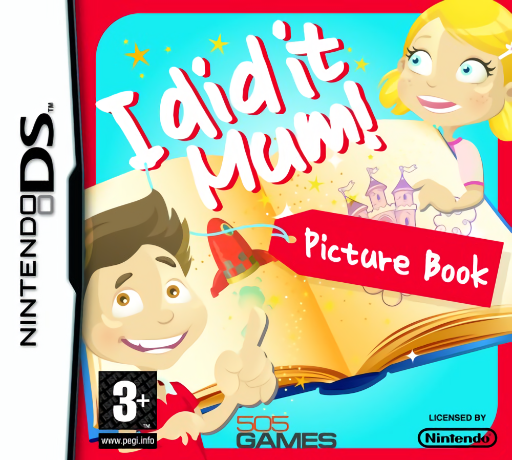 NINTENDO DS™
I did it
Mum!
Picture Book
3+
www.pegi.info
505
GAMES
LICENSED BY
Nintendo